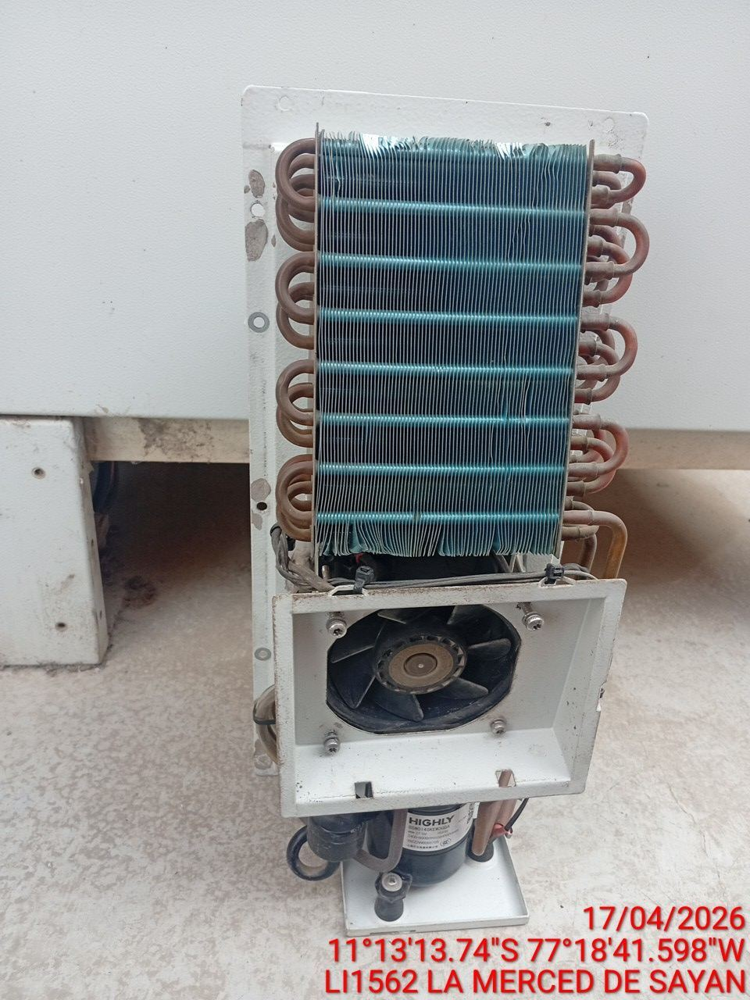 HIGHLY
17/04/2026
11°13'13.74"S 77°18'41.598"W
LI1562 LA MERCED DE SAYAN